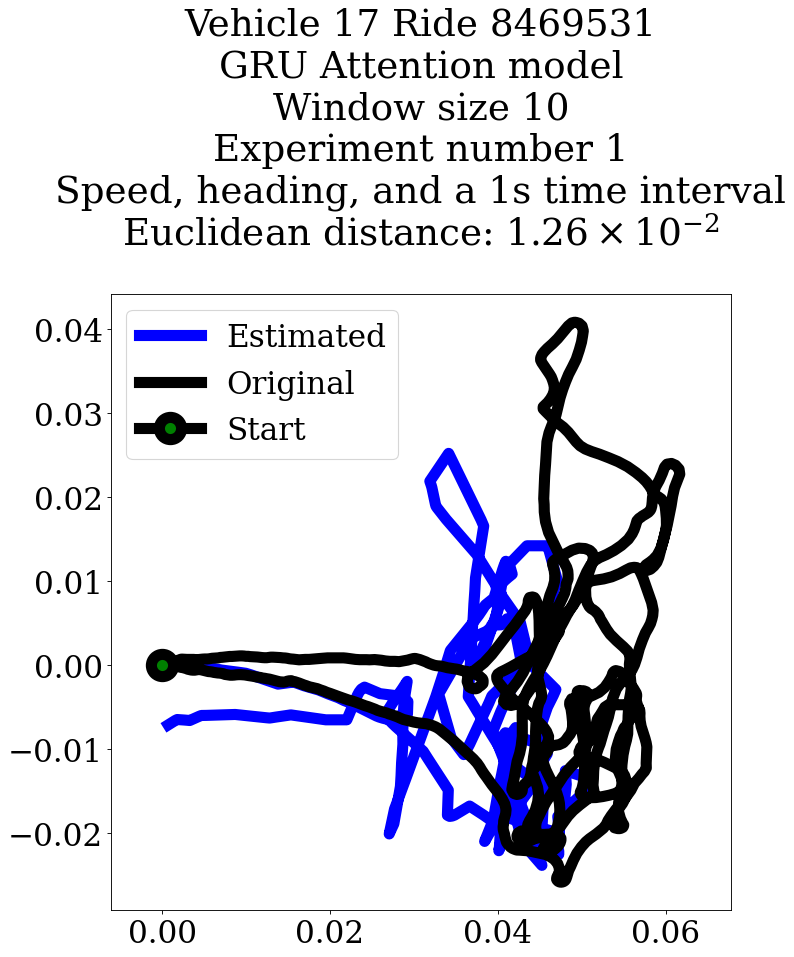 Vehicle 17 Ride 8469531
GRU Attention model
Window size 10
Experiment number 1
Speed, heading, and a 1s time interval
Euclidean distance: 1.26 × 10⁻²
Estimated
Original
Start
0.04
0.03
0.02
0.01
0.00
−0.01
−0.02
0.00 0.02 0.04 0.06